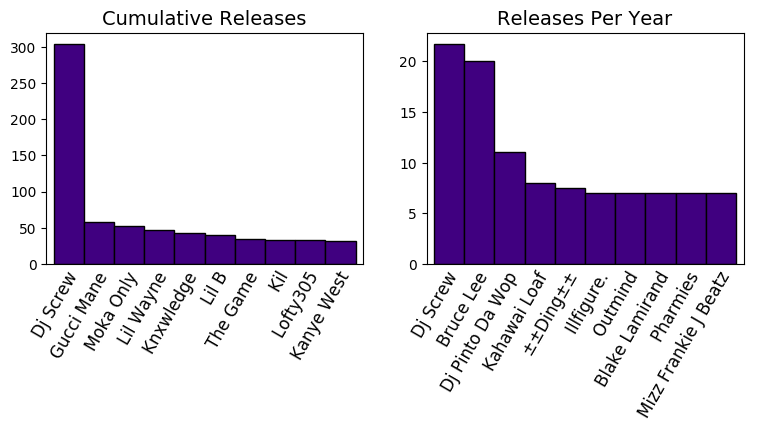 Cumulative Releases
300
250
200
150
100
50
0
Dj Screw
Gucci Mane
Moka Only
Lil Wayne
Knxwledge
Lil B
The Game
Kil
Lofty305
Kanye West
Releases Per Year
20
15
10
5
0
Dj Screw
Bruce Lee
Dj Pinto Da Wop
Kahawai Loaf
±±Ding±±
Illfigure.
Outmind
Blake Lamirand
Pharmies
Mizz Frankie J Beatz